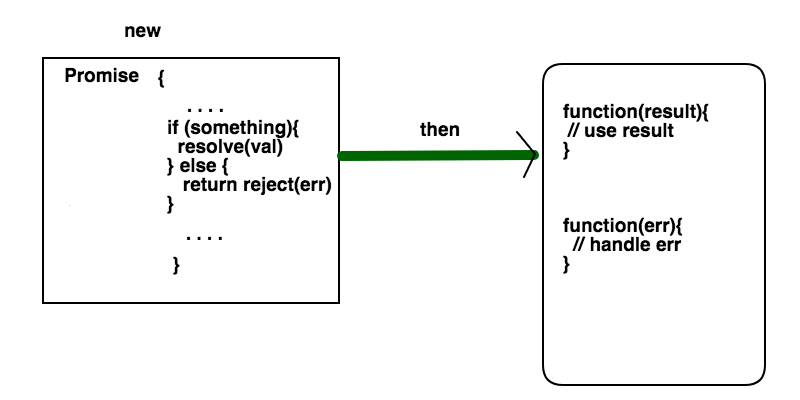 new
Promise {
. . . .
if (something){
resolve(val)
} else {
return reject(err)
}
. . . .
}
then
function(result){
// use result
}
function(err){
// handle err
}